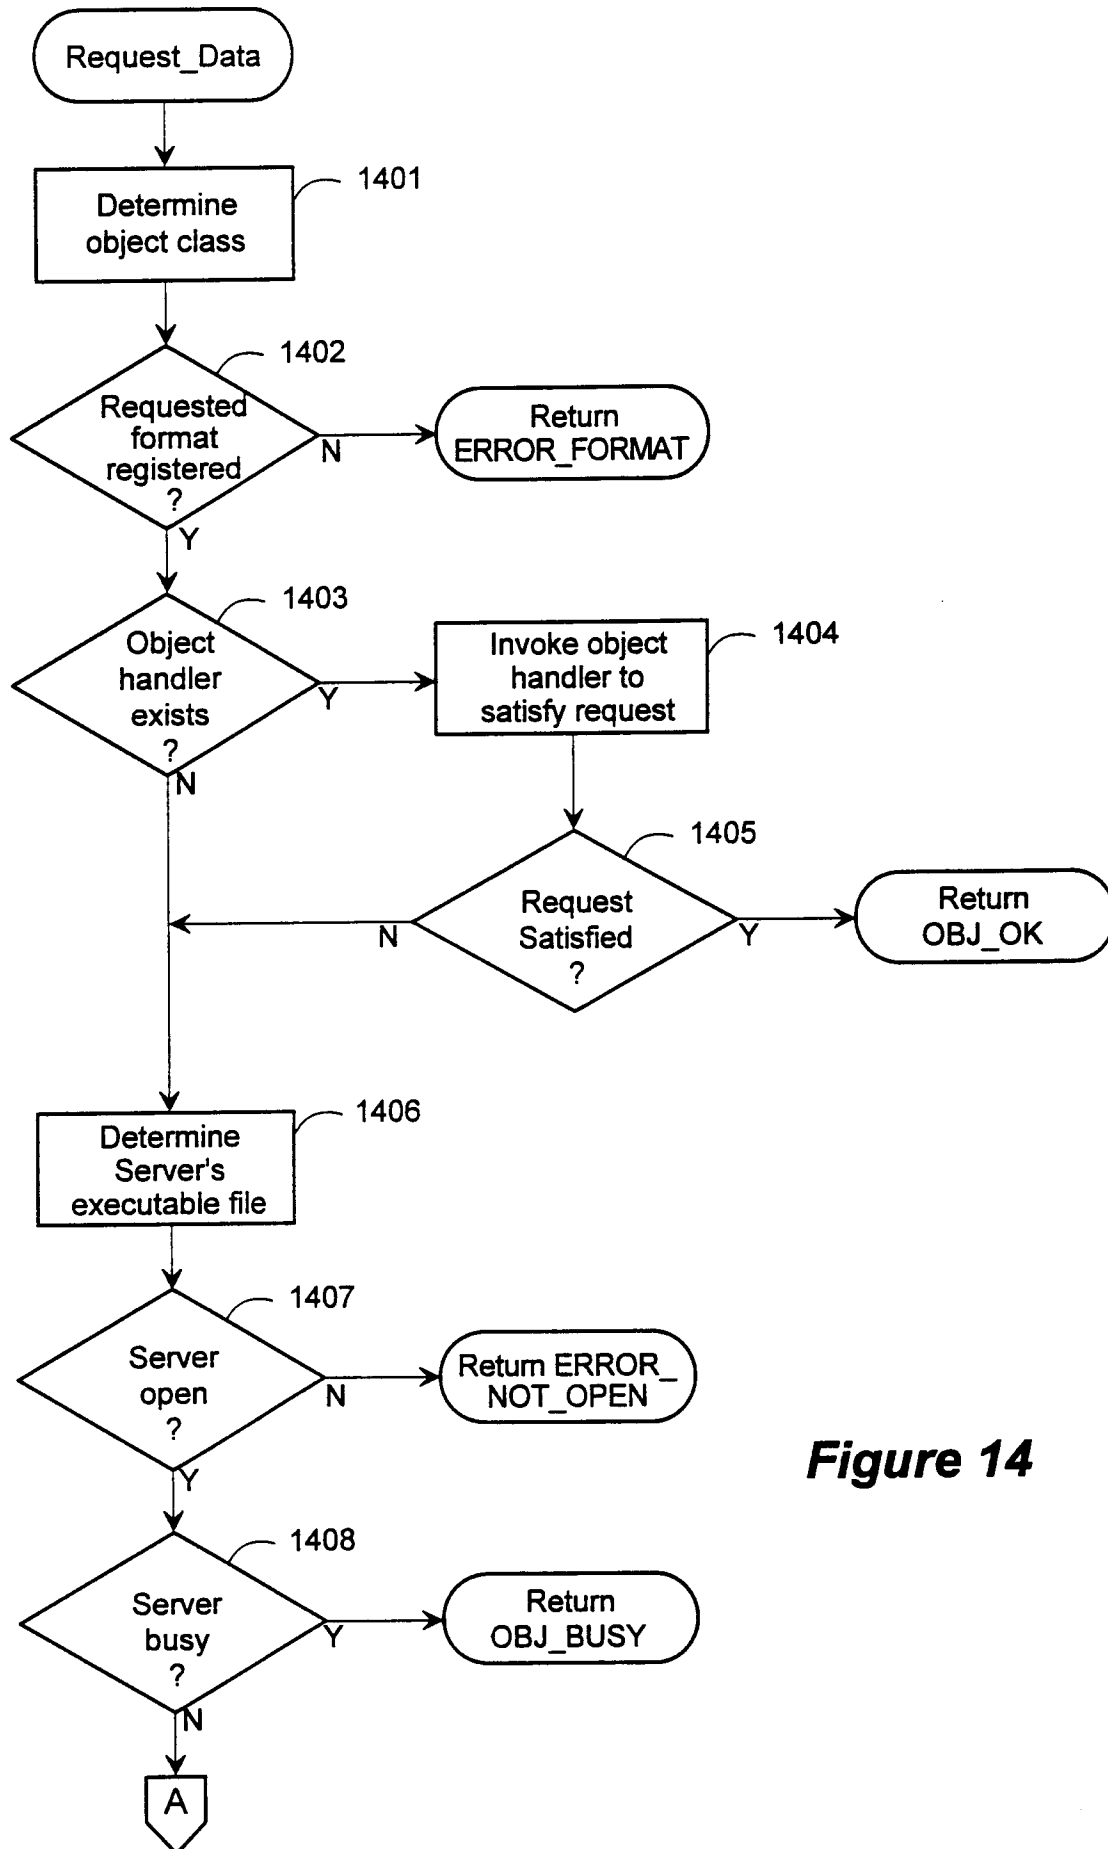 Request_Data
1401
Determine
object class
1402
Requested
format
registered
?
N
Y
Return
ERROR_FORMAT
1403
Object
handler
exists
?
Y
N
Invoke object
handler to
satisfy request
1404
1405
Request
Satisfied
?
N
Y
Return
OBJ_OK
1406
Determine
Server's
executable file
1407
Server
open
?
N
Y
Return ERROR_
NOT_OPEN
Figure 14
1408
Server
busy
?
Y
N
Return
OBJ_BUSY
A